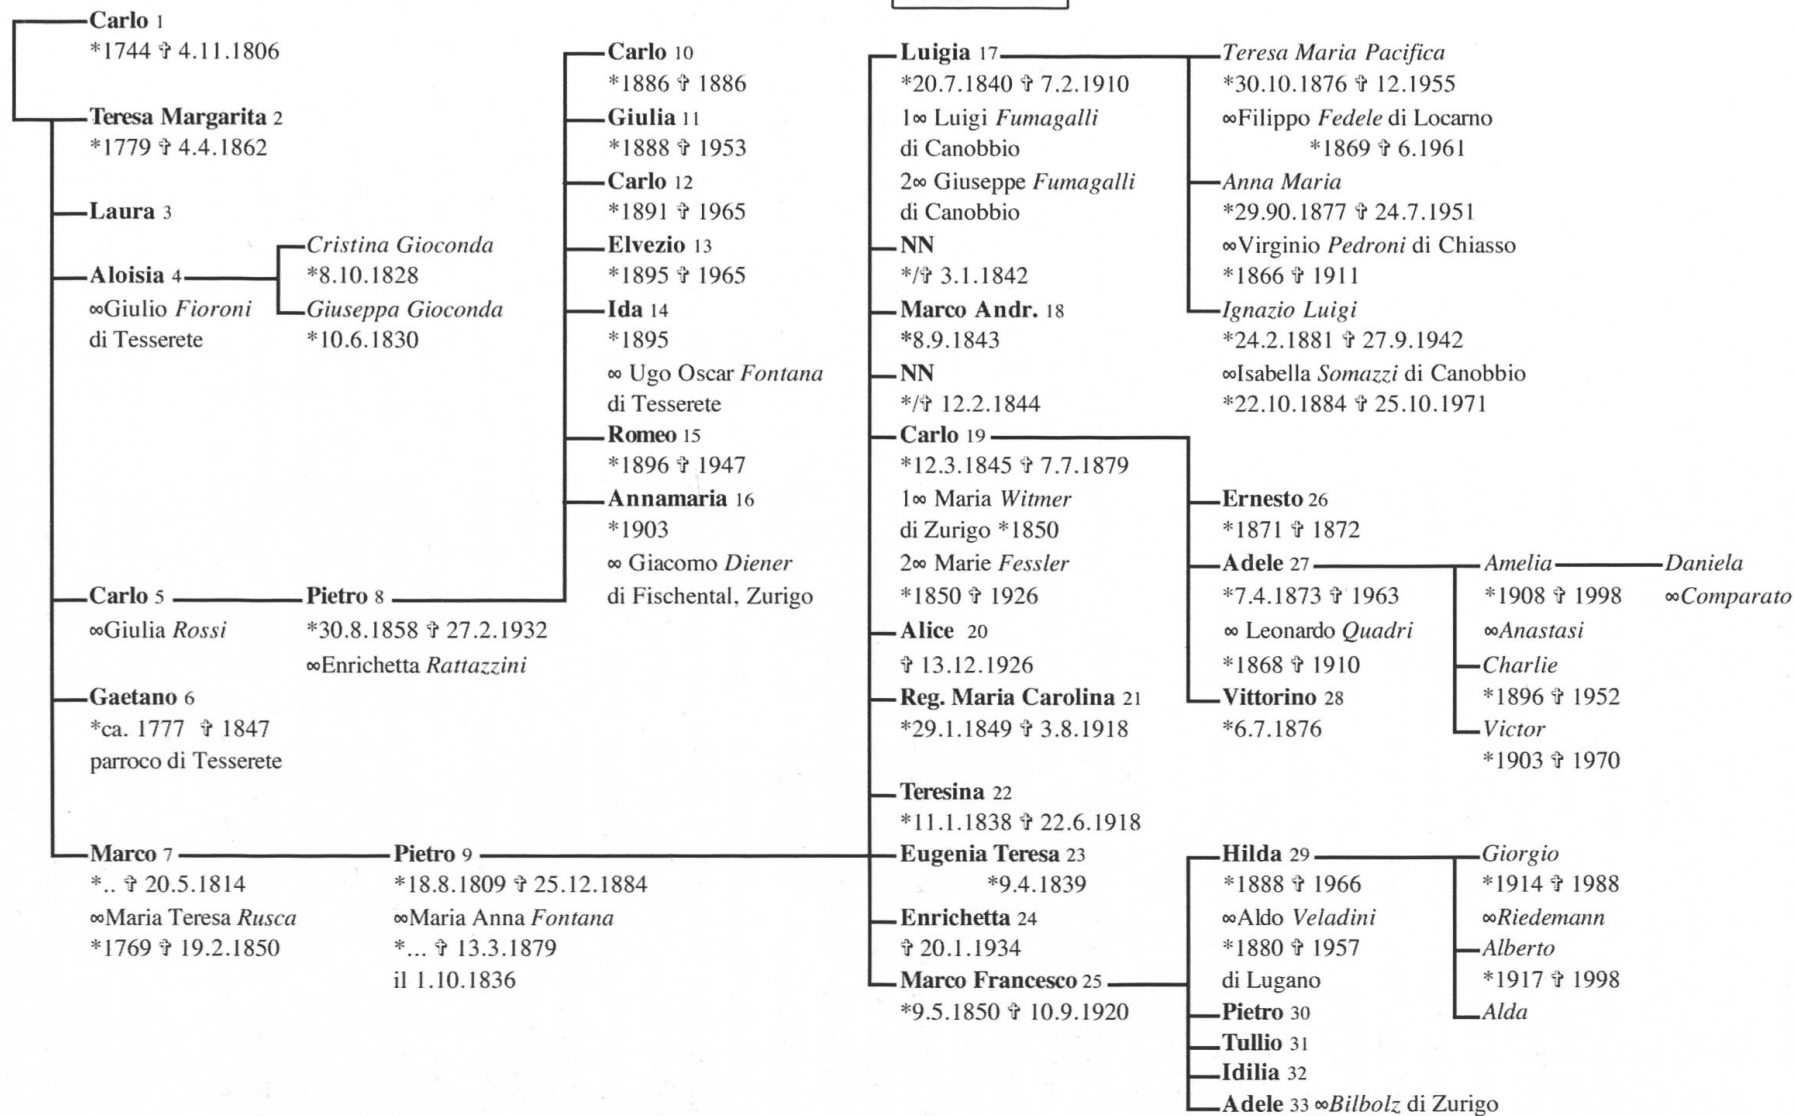 Carlo 1
*1744 ✞ 4.11.1806
Teresa Margarita 2
*1779 ✞ 4.4.1862
Laura 3
Aloisia 4
∞Giulio Fioroni
di Tesserete
Cristina Gioconda
*8.10.1828
Giuseppa Gioconda
*10.6.1830
Carlo 5
∞Giulia Rossi
Pietro 8
*30.8.1858 ✞ 27.2.1932
∞Enrichetta Rattazzini
Gaetano 6
*ca. 1777 ✞ 1847
parroco di Tesserete
Marco 7
*.. ✞ 20.5.1814
∞Maria Teresa Rusca
*1769 ✞ 19.2.1850
Pietro 9
*18.8.1809 ✞ 25.12.1884
∞Maria Anna Fontana
*... ✞ 13.3.1879
il 1.10.1836
Carlo 10
*1886 ✞ 1886
Giulia 11
*1888 ✞ 1953
Carlo 12
*1891 ✞ 1965
Elvezio 13
*1895 ✞ 1965
Ida 14
*1895
∞ Ugo Oscar Fontana
di Tesserete
Romeo 15
*1896 ✞ 1947
Annamaria 16
*1903
∞ Giacomo Diener
di Fischental, Zurigo
Luigia 17
*20.7.1840 ✞ 7.2.1910
1∞ Luigi Fumagalli
di Canobbio
2∞ Giuseppe Fumagalli
di Canobbio
NN
*/✞ 3.1.1842
Marco Andr. 18
*8.9.1843
NN
*/✞ 12.2.1844
Carlo 19
*12.3.1845 ✞ 7.7.1879
1∞ Maria Witmer
di Zurigo *1850
2∞ Marie Fessler
*1850 ✞ 1926
Alice 20
✞ 13.12.1926
Reg. Maria Carolina 21
*29.1.1849 ✞ 3.8.1918
Teresina 22
*11.1.1838 ✞ 22.6.1918
Eugenia Teresa 23
*9.4.1839
Enrichetta 24
✞ 20.1.1934
Marco Francesco 25
*9.5.1850 ✞ 10.9.1920
Teresa Maria Pacifica
*30.10.1876 ✞ 12.1955
∞Filippo Fedele di Locarno
*1869 ✞ 6.1961
Anna Maria
*29.90.1877 ✞ 24.7.1951
∞Virginio Pedroni di Chiasso
*1866 ✞ 1911
Ignazio Luigi
*24.2.1881 ✞ 27.9.1942
∞Isabella Somazzi di Canobbio
*22.10.1884 ✞ 25.10.1971
Ernesto 26
*1871 ✞ 1872
Adele 27
*7.4.1873 ✞ 1963
∞ Leonardo Quadri
*1868 ✞ 1910
Vittorino 28
*6.7.1876
Amelia
*1908 ✞ 1998
∞Anastasi
Charlie
*1896 ✞ 1952
Victor
*1903 ✞ 1970
Daniela
∞Comparato
Hilda 29
*1888 ✞ 1966
∞Aldo Veladini
*1880 ✞ 1957
di Lugano
Pietro 30
Tullio 31
Idilia 32
Adele 33 ∞Bilbolz di Zurigo
Giorgio
*1914 ✞ 1988
∞Riedemann
Alberto
*1917 ✞ 1998
Alda